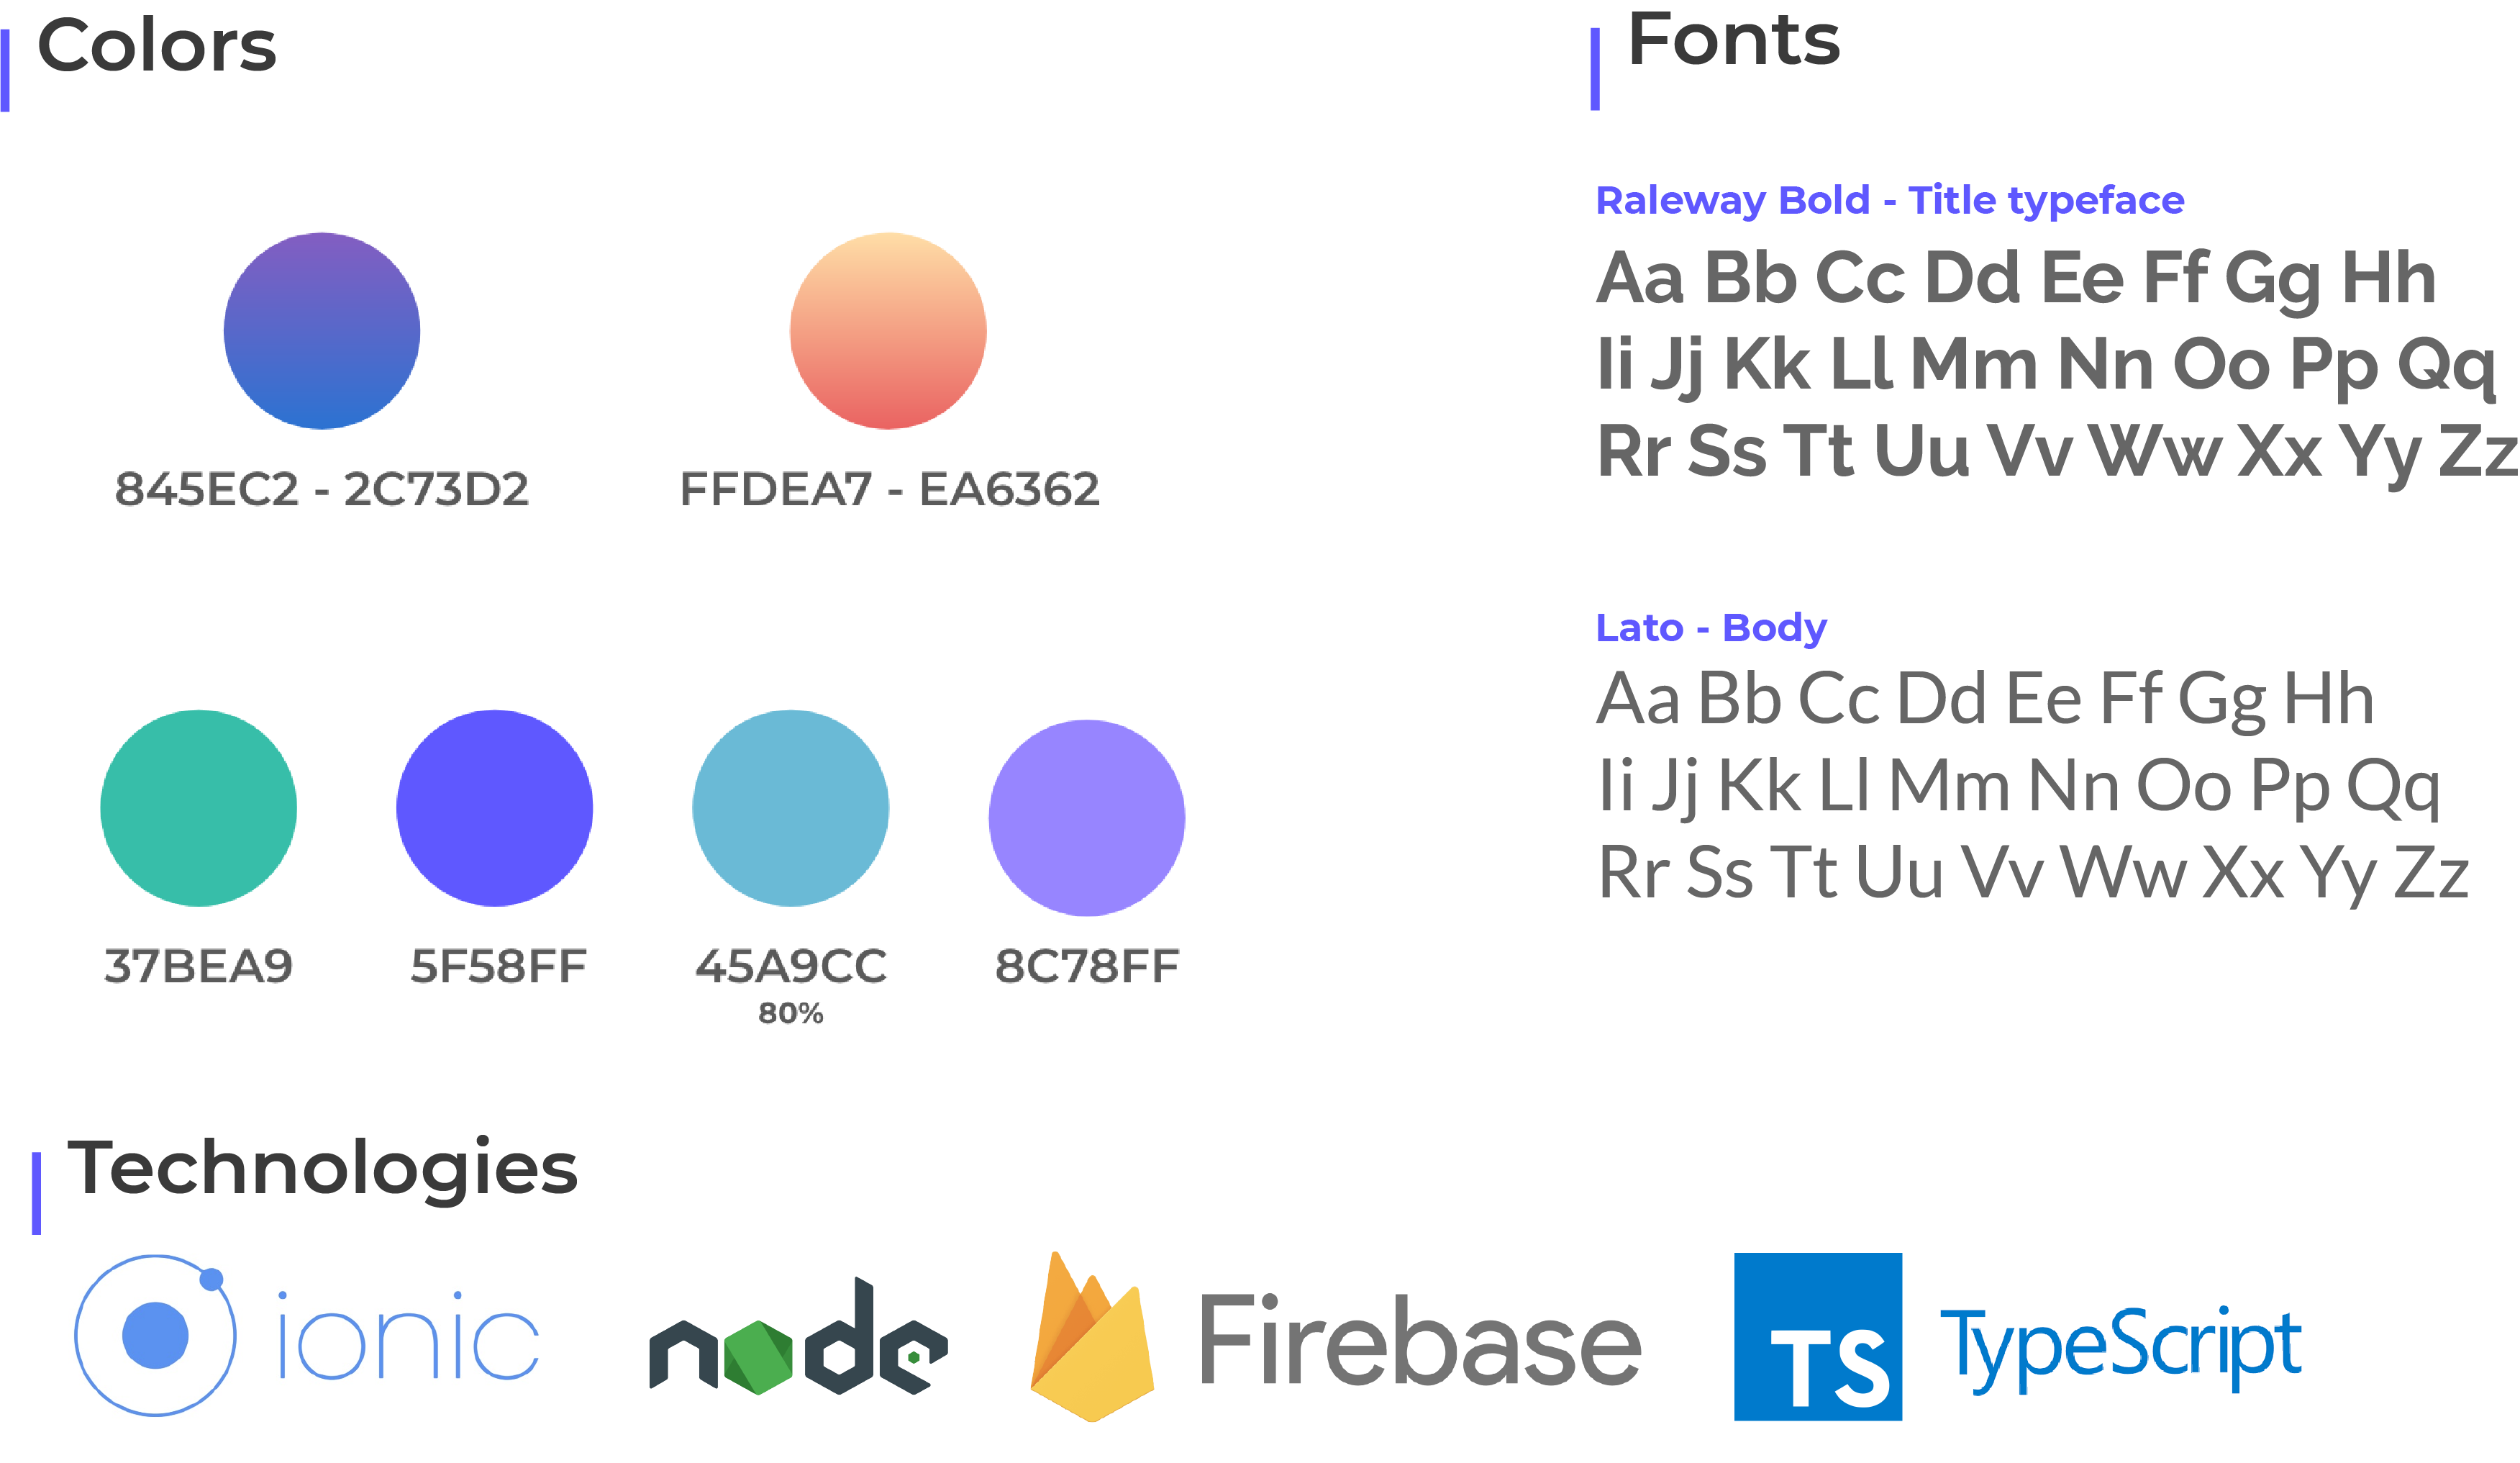 Colors
845EC2 - 2C73D2
FFDEA7 - EA6362
37BEA9
5F58FF
45A9CC
80%
8C78FF
Fonts
Raleway Bold - Title typeface
Aa Bb Cc Dd Ee Ff Gg Hh
Ii Jj Kk Ll Mm Nn Oo Pp Qq
Rr Ss Tt Uu Vv Ww Xx Yy Zz
Lato - Body
Aa Bb Cc Dd Ee Ff Gg Hh
Ii Jj Kk Ll Mm Nn Oo Pp Qq
Rr Ss Tt Uu Vv Ww Xx Yy Zz
Technologies
ionic
node
Firebase
TS
TypeScript